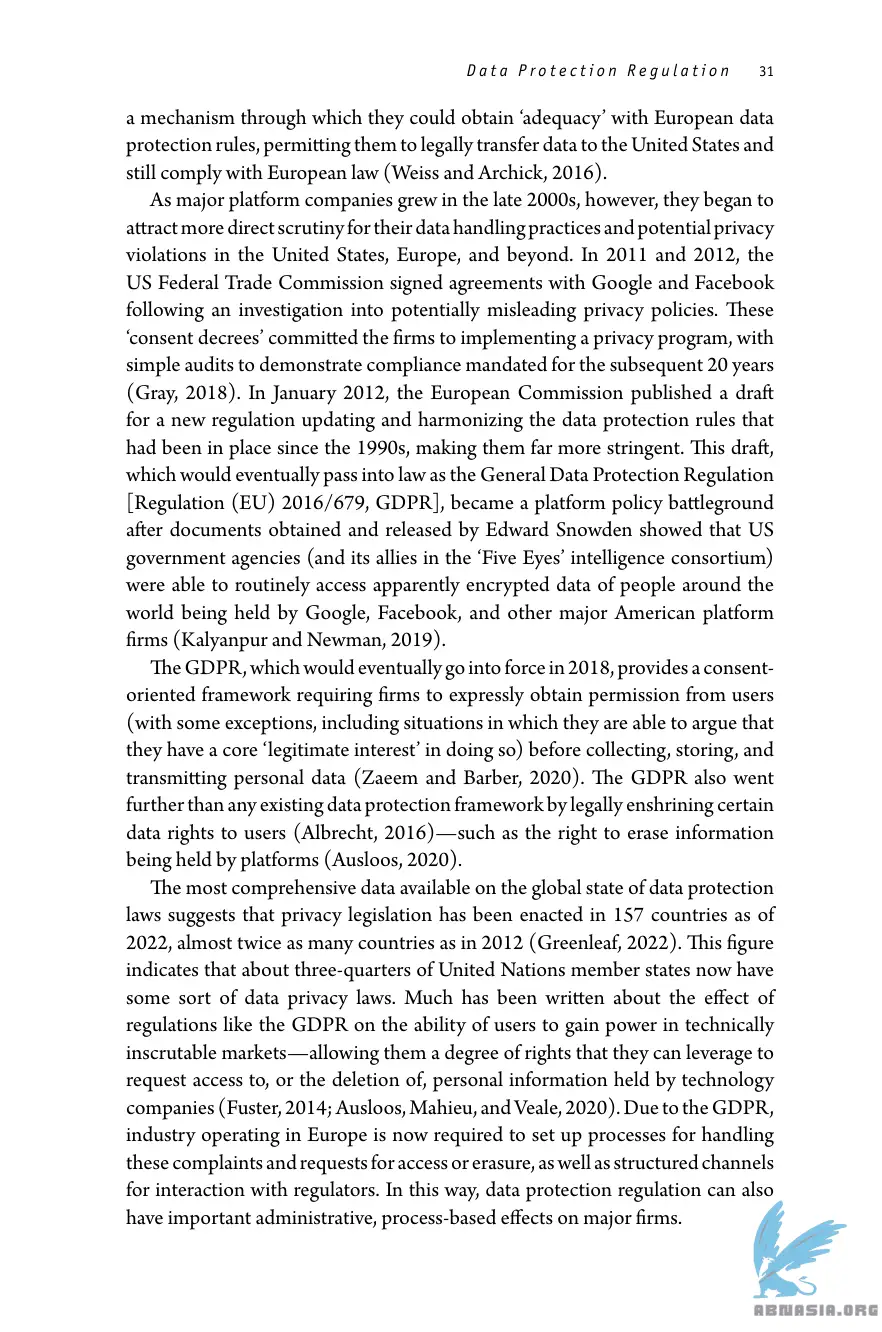 Data Protection Regulation 31
a mechanism through which they could obtain ‘adequacy’ with European data
protection rules, permitting them to legally transfer data to the United States and
still comply with European law (Weiss and Archick, 2016).
As major platform companies grew in the late 2000s, however, they began to
attract more direct scrutiny for their data handling practices and potential privacy
violations in the United States, Europe, and beyond. In 2011 and 2012, the
US Federal Trade Commission signed agreements with Google and Facebook
following an investigation into potentially misleading privacy policies. These
‘consent decrees’ committed the firms to implementing a privacy program, with
simple audits to demonstrate compliance mandated for the subsequent 20 years
(Gray, 2018). In January 2012, the European Commission published a draft
for a new regulation updating and harmonizing the data protection rules that
had been in place since the 1990s, making them far more stringent. This draft,
which would eventually pass into law as the General Data Protection Regulation
[Regulation (EU) 2016/679, GDPR], became a platform policy battleground
after documents obtained and released by Edward Snowden showed that US
government agencies (and its allies in the ‘Five Eyes’ intelligence consortium)
were able to routinely access apparently encrypted data of people around the
world being held by Google, Facebook, and other major American platform
firms (Kalyanpur and Newman, 2019).
The GDPR, which would eventually go into force in 2018, provides a consent-
oriented framework requiring firms to expressly obtain permission from users
(with some exceptions, including situations in which they are able to argue that
they have a core ‘legitimate interest’ in doing so) before collecting, storing, and
transmitting personal data (Zaeem and Barber, 2020). The GDPR also went
further than any existing data protection framework by legally enshrining certain
data rights to users (Albrecht, 2016)—such as the right to erase information
being held by platforms (Ausloos, 2020).
The most comprehensive data available on the global state of data protection
laws suggests that privacy legislation has been enacted in 157 countries as of
2022, almost twice as many countries as in 2012 (Greenleaf, 2022). This figure
indicates that about three-quarters of United Nations member states now have
some sort of data privacy laws. Much has been written about the effect of
regulations like the GDPR on the ability of users to gain power in technically
inscrutable markets—allowing them a degree of rights that they can leverage to
request access to, or the deletion of, personal information held by technology
companies (Fuster, 2014; Ausloos, Mahieu, and Veale, 2020). Due to the GDPR,
industry operating in Europe is now required to set up processes for handling
these complaints and requests for access or erasure, as well as structured channels
for interaction with regulators. In this way, data protection regulation can also
have important administrative, process-based effects on major firms.
ABNASIA.ORG